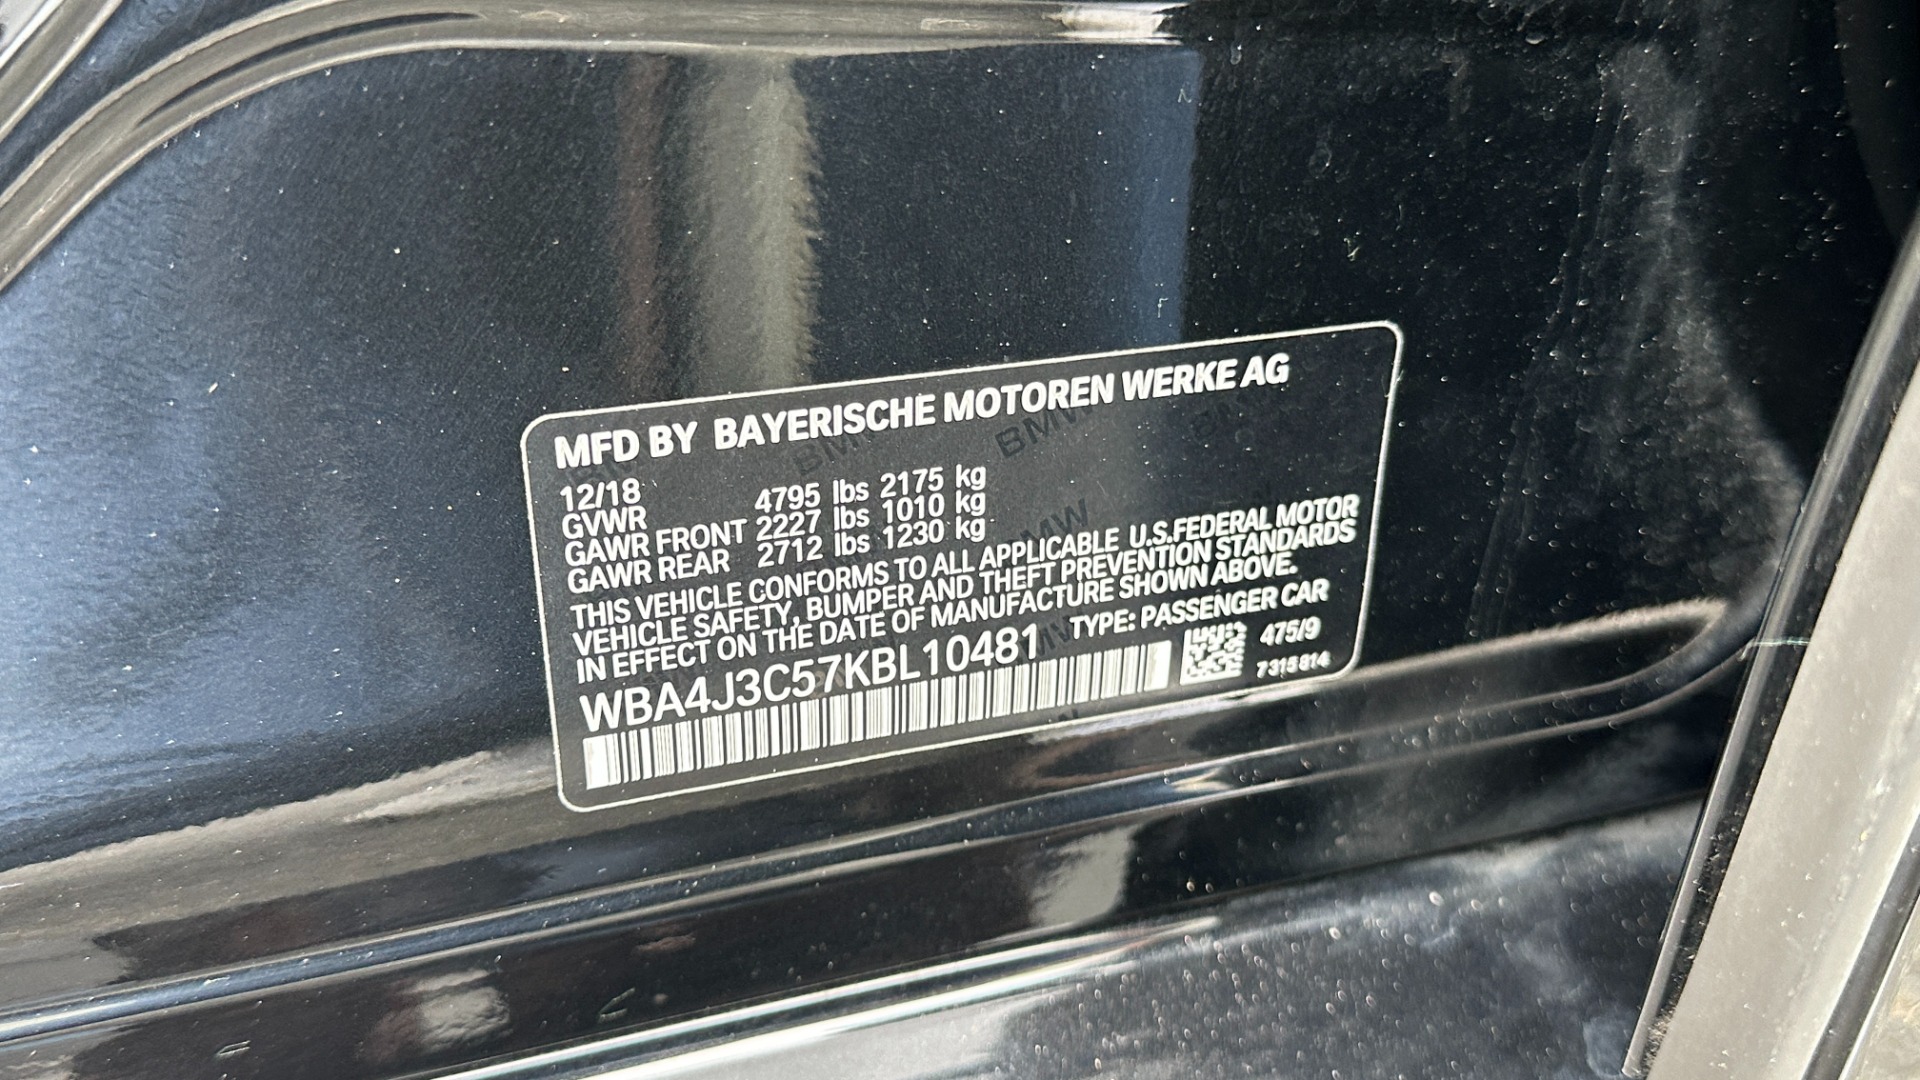 MFD BY BAYERISCHE MOTOREN WERKE AG
12/18
GVWR 4795 lbs 2175 kg
GAWR FRONT 2227 lbs 1010 kg
GAWR REAR 2712 lbs 1230 kg
THIS VEHICLE CONFORMS TO ALL APPLICABLE U.S.FEDERAL MOTOR
VEHICLE SAFETY, BUMPER AND THEFT PREVENTION STANDARDS
IN EFFECT ON THE DATE OF MANUFACTURE SHOWN ABOVE.
WBA4J3C57KBL10481 TYPE: PASSENGER CAR
475/9
7315814